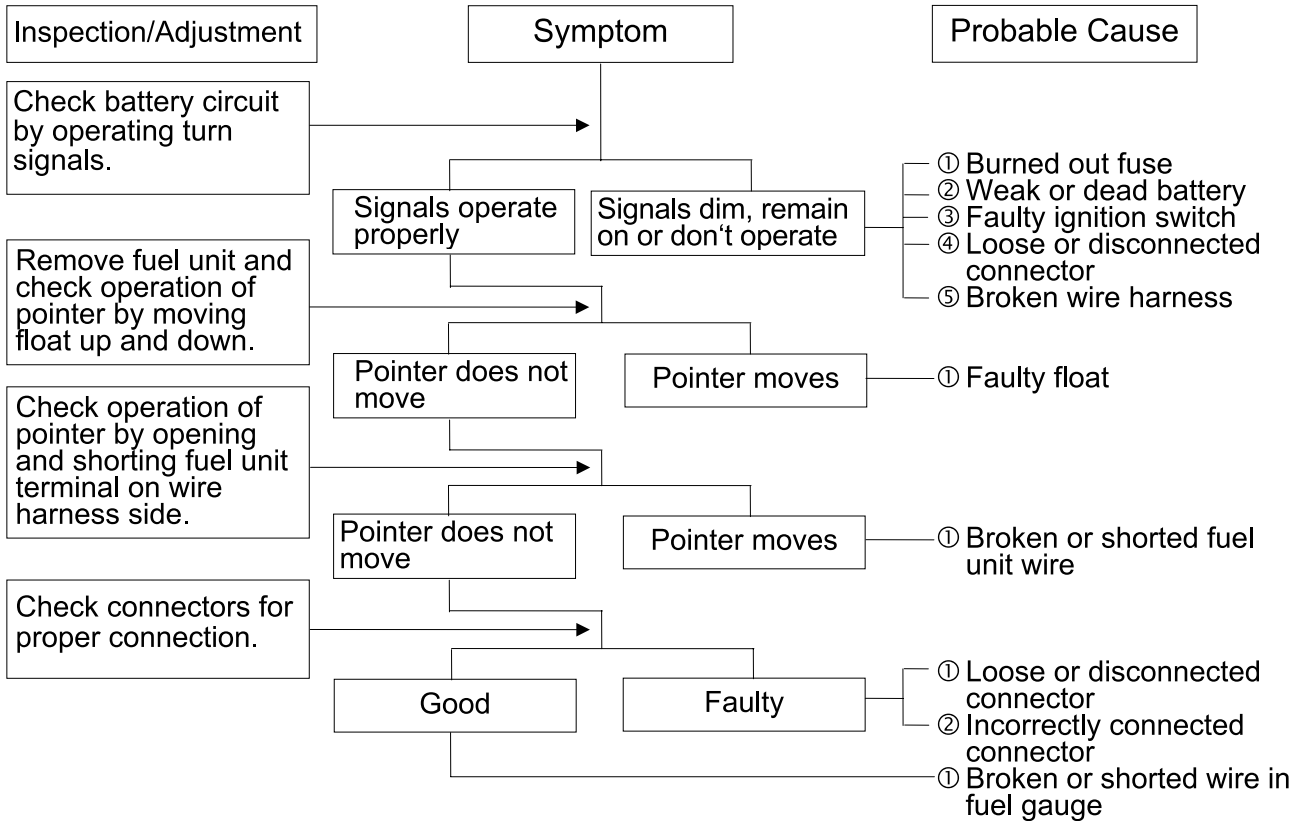 Inspection/Adjustment
Symptom
Probable Cause
Check battery circuit
by operating turn
signals.
Signals operate
properly
Signals dim, remain
on or don‘t operate
① Burned out fuse
② Weak or dead battery
③ Faulty ignition switch
④ Loose or disconnected
connector
⑤ Broken wire harness
Remove fuel unit and
check operation of
pointer by moving
float up and down.
Pointer does not
move
Pointer moves
① Faulty float
Check operation of
pointer by opening
and shorting fuel unit
terminal on wire
harness side.
Pointer does not
move
Pointer moves
① Broken or shorted fuel
unit wire
Check connectors for
proper connection.
Good
Faulty
① Loose or disconnected
connector
② Incorrectly connected
connector
① Broken or shorted wire in
fuel gauge